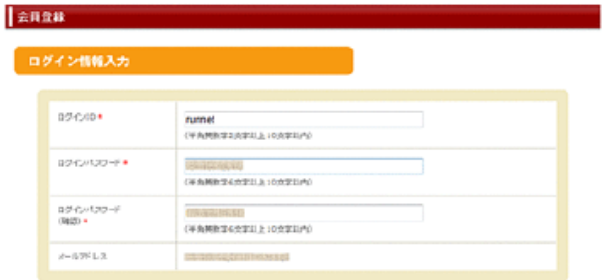 会員登録
ログイン情報入力
ログインID *
runnet
(半角英数字2文字以上10文字以内)
ログインパスワード *
(半角英数字6文字以上10文字以内)
ログインパスワード
(確認) *
(半角英数字6文字以上10文字以内)
メールアドレス